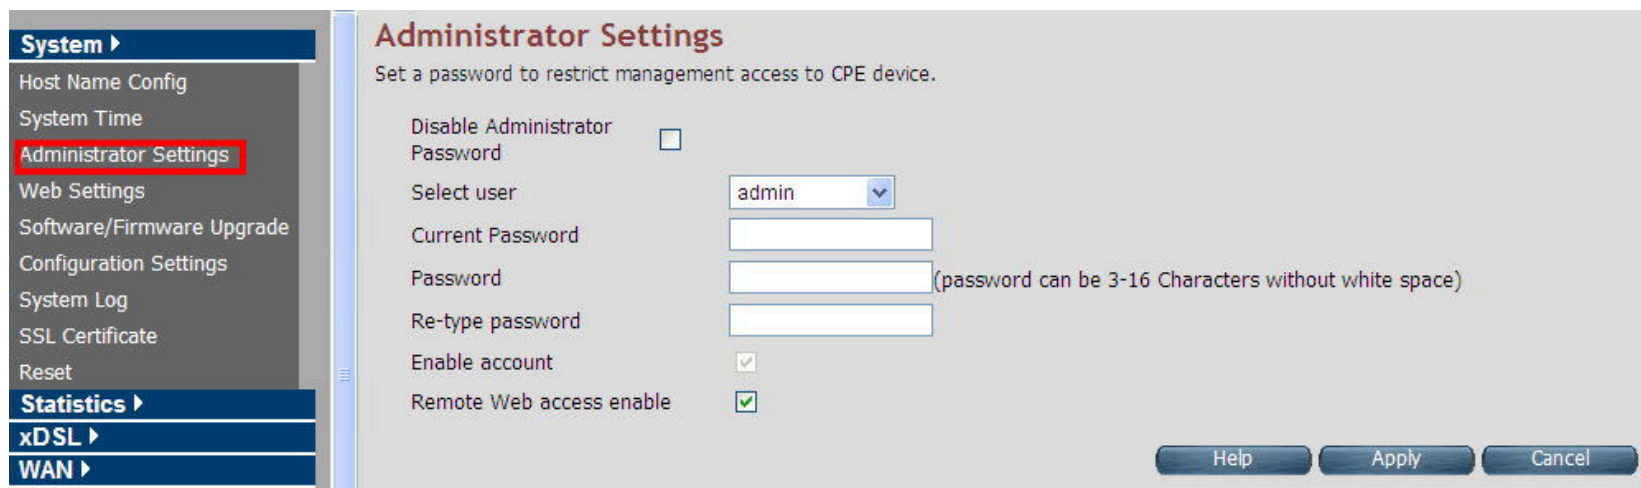 System
Host Name Config
System Time
Administrator Settings
Web Settings
Software/Firmware Upgrade
Configuration Settings
System Log
SSL Certificate
Reset
Statistics
xDSL
WAN
Administrator Settings
Set a password to restrict management access to CPE device.
Disable Administrator
Password
Select user admin
Current Password
Password (password can be 3-16 Characters without white space)
Re-type password
Enable account
Remote Web access enable
Help Apply Cancel